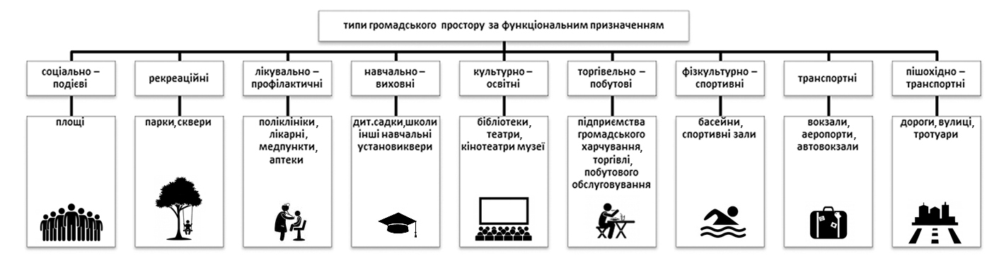 типи громадського простору за функціональним призначенням
соціально –
подієві
рекреаційні
лікувально –
профілактичні
навчально –
виховні
культурно –
освітні
торгівельно –
побутові
фізкультурно –
спортивні
транспортні
пішохідно –
транспортні
площі
парки,сквери
поліклініки,
лікарні,
медпункти,
аптеки
дит.садки,школи
інші навчальні
установиквери
бібліотеки,
театри,
кінотеатри музеї
підприємства
громадського
харчування,
торгівлі,
побутового
обслуговування
басейни,
спортивні зали
вокзали,
аеропорти,
автовокзали
дороги, вулиці,
тротуари